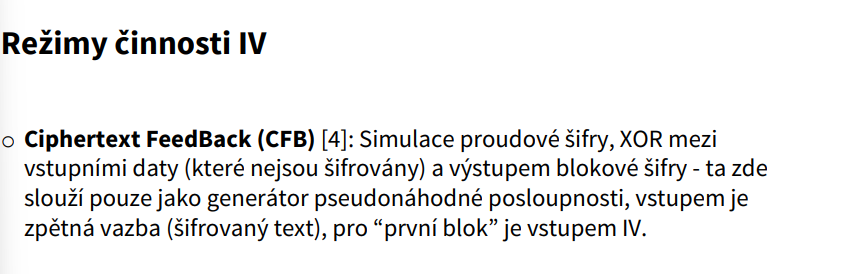 Režimy činnosti IV
○ Ciphertext FeedBack (CFB) [4]: Simulace proudové šifry, XOR mezi
vstupními daty (které nejsou šifrovány) a výstupem blokové šifry - ta zde
slouží pouze jako generátor pseudonáhodné posloupnosti, vstupem je
zpětná vazba (šifrovaný text), pro “první blok” je vstupem IV.